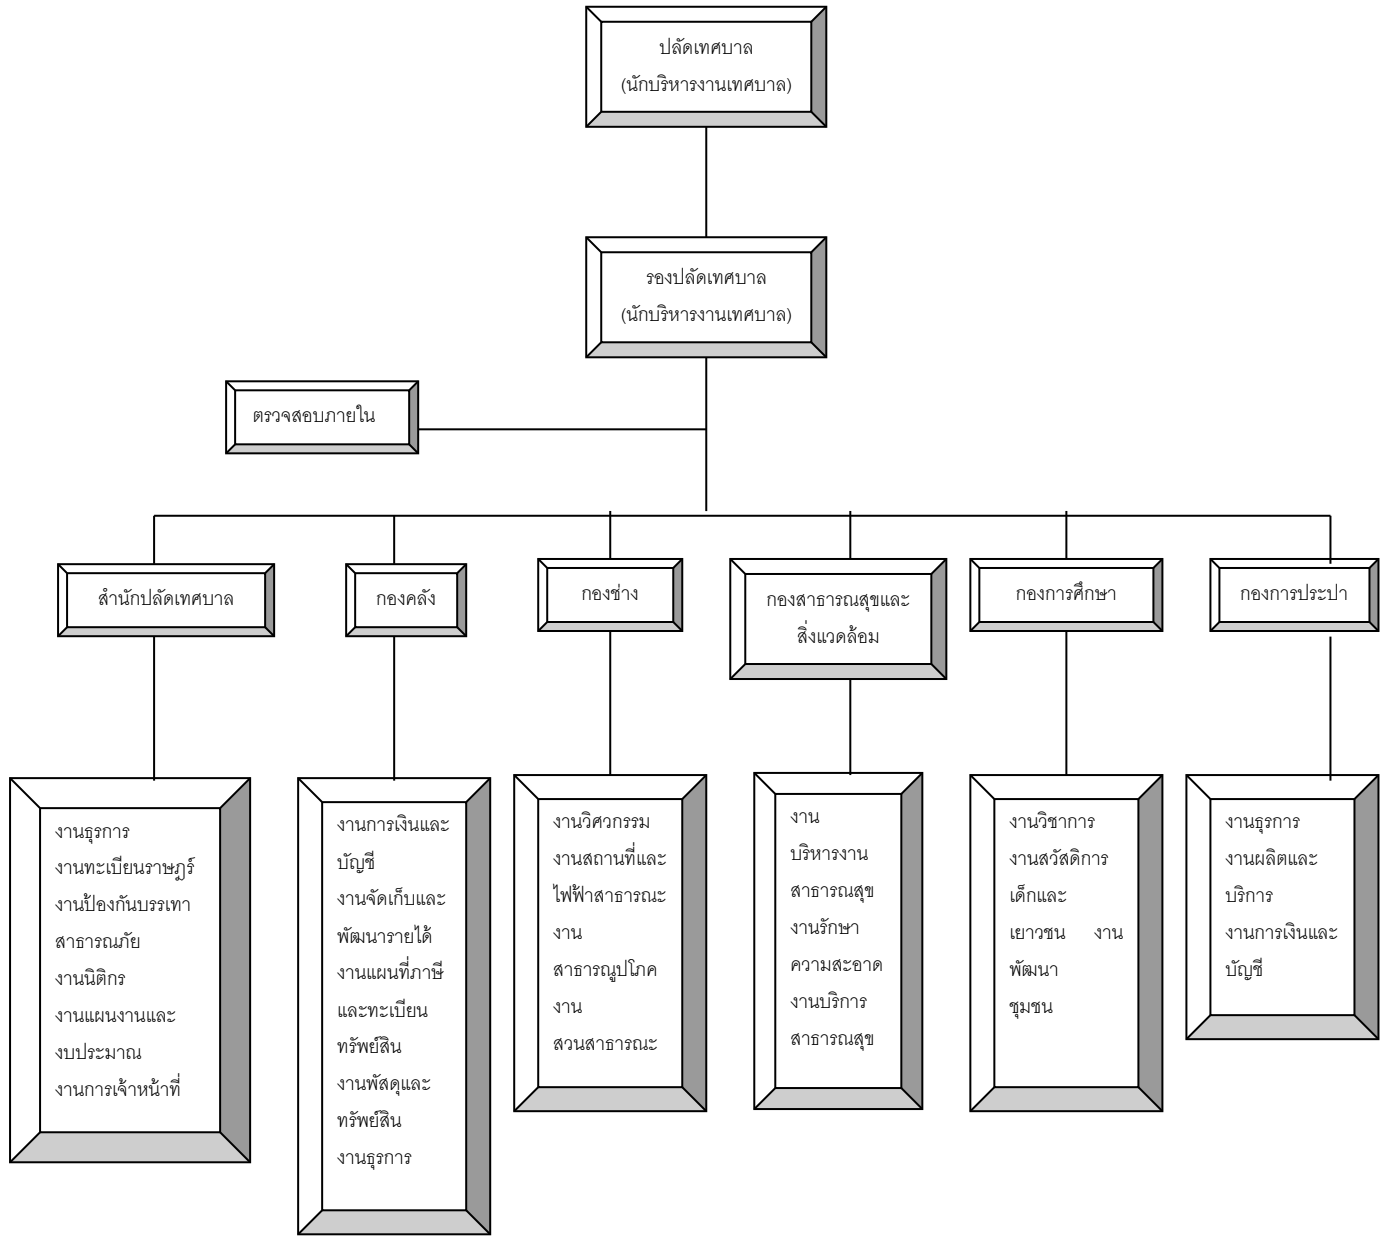 ปลัดเทศบาล
(นักบริหารงานเทศบาล)
รองปลัดเทศบาล
(นักบริหารงานเทศบาล)
ตรวจสอบภายใน
สำนักปลัดเทศบาล
กองคลัง
กองช่าง
กองสาธารณสุขและ
สิ่งแวดล้อม
กองการศึกษา
กองการประปา
งานธุรการ
งานทะเบียนราษฎร์
งานป้องกันบรรเทา
สาธารณภัย
งานนิติกร
งานแผนงานและ
งบประมาณ
งานการเจ้าหน้าที่
งานการเงินและ
บัญชี
งานจัดเก็บและ
พัฒนารายได้
งานแผนที่ภาษี
และทะเบียน
ทรัพย์สิน
งานพัสดุและ
ทรัพย์สิน
งานธุรการ
งานวิศวกรรม
งานสถานที่และ
ไฟฟ้าสาธารณะ
งาน
สาธารณูปโภค
งาน
สวนสาธารณะ
งาน
บริหารงาน
สาธารณสุข
งานรักษา
ความสะอาด
งานบริการ
สาธารณสุข
งานวิชาการ
งานสวัสดิการ
เด็กและ
เยาวชน งาน
พัฒนา
ชุมชน
งานธุรการ
งานผลิตและ
บริการ
งานการเงินและ
บัญชี